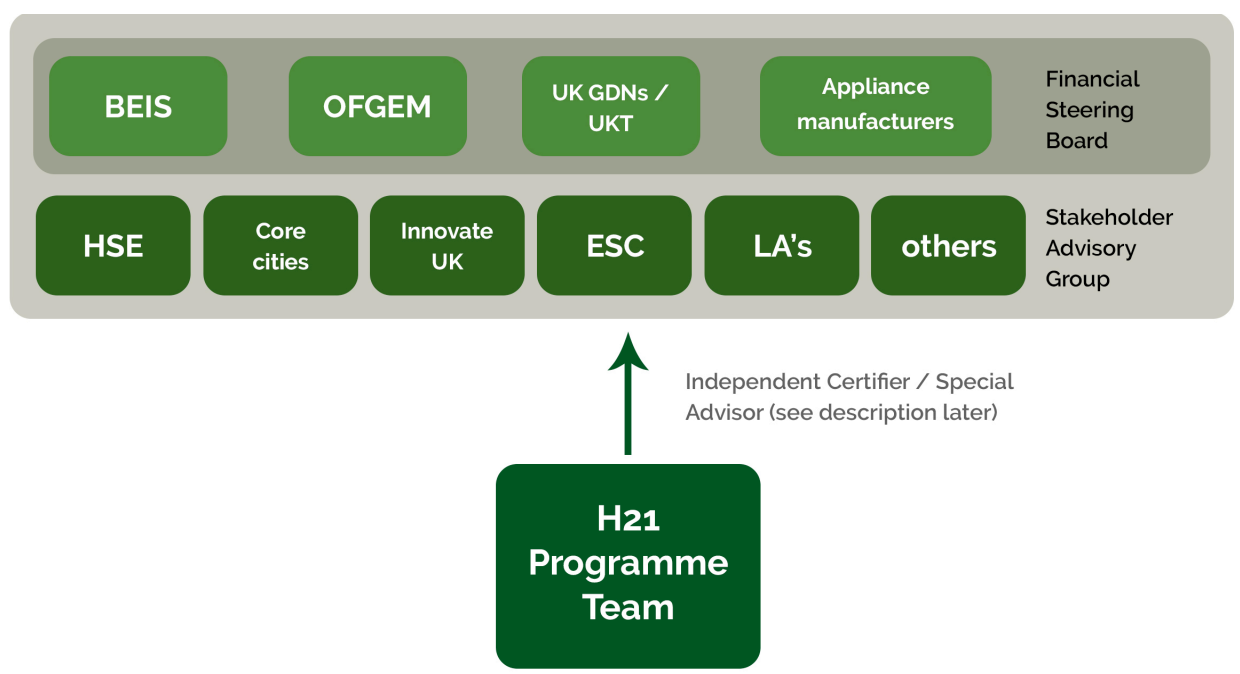 BEIS
OFGEM
UK GDNs /
UKT
Appliance
manufacturers
Financial
Steering
Board
HSE
Core
cities
Innovate
UK
ESC
LA's
others
Stakeholder
Advisory
Group
Independent Certifier / Special
Advisor (see description later)
H21
Programme
Team